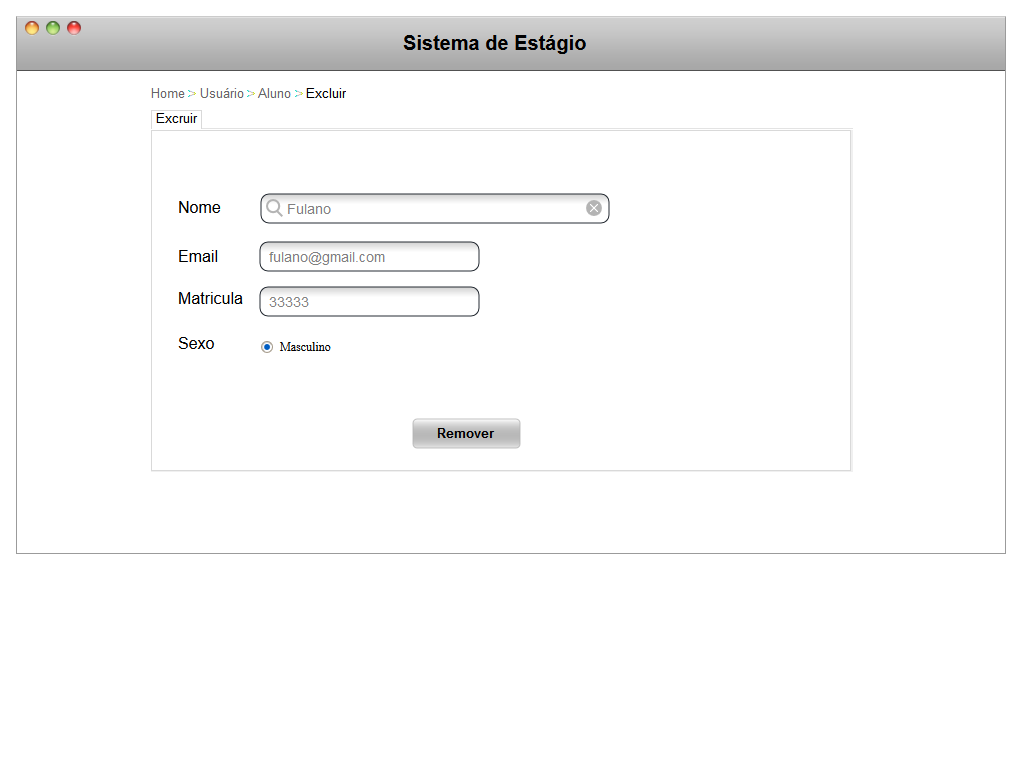 Sistema de Estágio
Home > Usuário > Aluno > Excluir
Excruir
Nome Fulano
Email fulano@gmail.com
Matricula 33333
Sexo Masculino
Remover